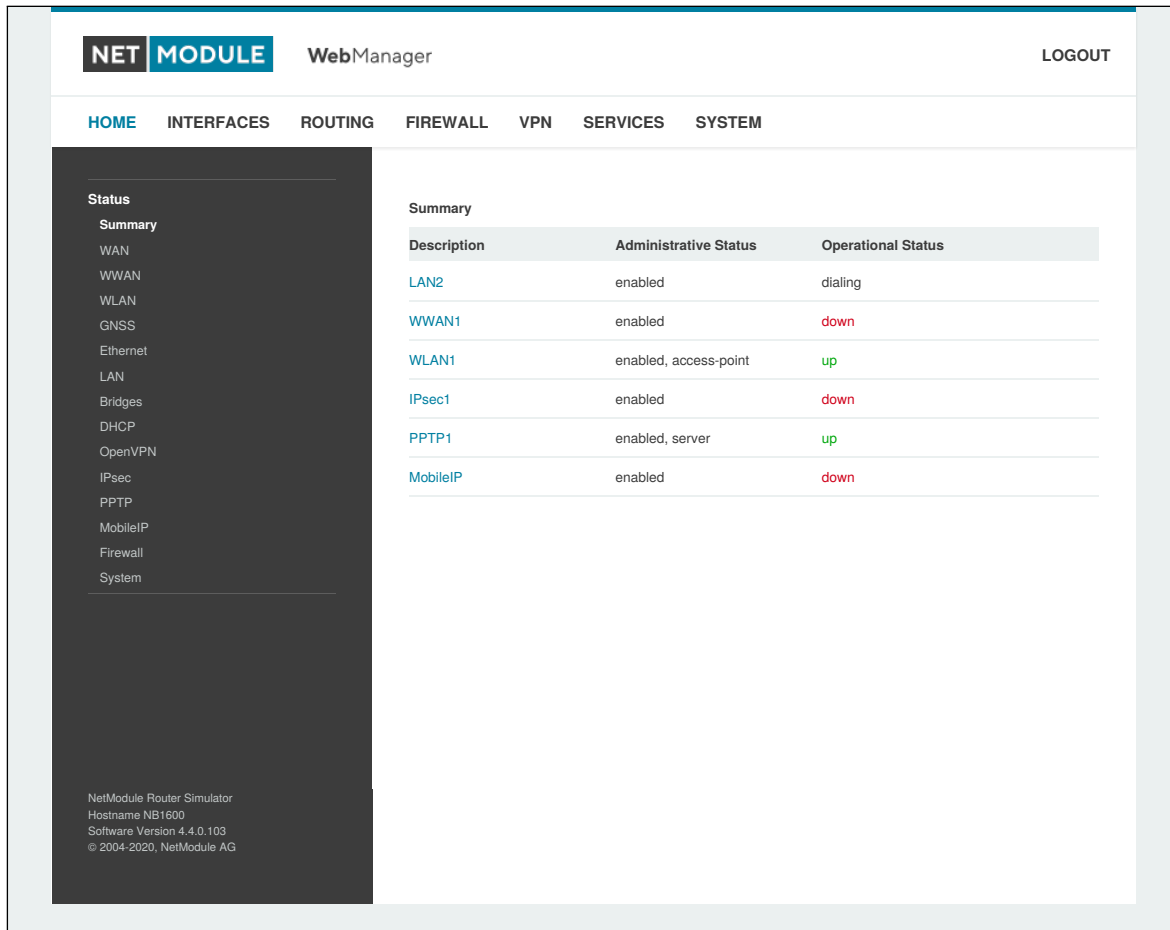 NET MODULE WebManager LOGOUT
HOME INTERFACES ROUTING FIREWALL VPN SERVICES SYSTEM
Status
Summary
WAN
WWAN
WLAN
GNSS
Ethernet
LAN
Bridges
DHCP
OpenVPN
IPsec
PPTP
MobileIP
Firewall
System
NetModule Router Simulator
Hostname NB1600
Software Version 4.4.0.103
© 2004-2020, NetModule AG
Summary
Description Administrative Status Operational Status
LAN2 enabled dialing
WWAN1 enabled down
WLAN1 enabled, access-point up
IPsec1 enabled down
PPTP1 enabled, server up
MobileIP enabled down